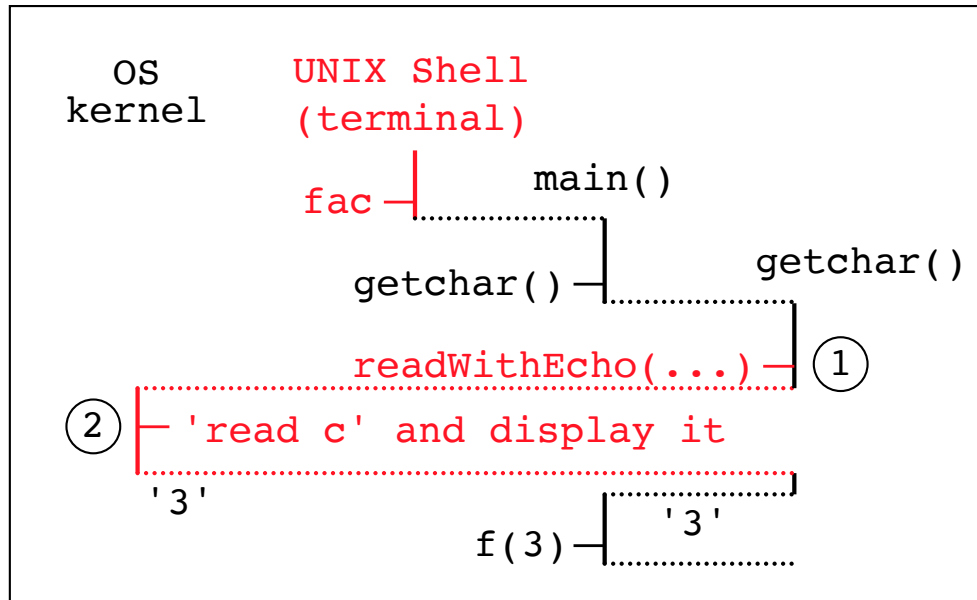 OS
kernel
UNIX Shell
(terminal)
main()
fac
getchar()
getchar()
readWithEcho(...)
1
2
'read c' and display it
'3'
'3'
f(3)